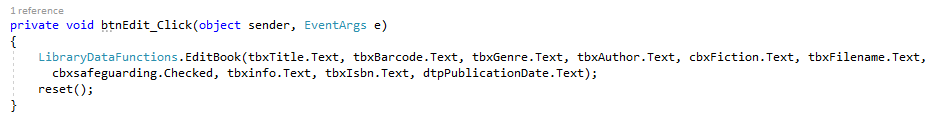 1 reference
private void btnEdit_Click(object sender, EventArgs e)
{
LibraryDataFunctions.EditBook(tbxTitle.Text, tbxBarcode.Text, tbxGenre.Text, tbxAuthor.Text, cbxFiction.Text, tbxFilename.Text,
cbxsafeguarding.Checked, tbxinfo.Text, tbxIsbn.Text, dtpPublicationDate.Text);
reset();
}